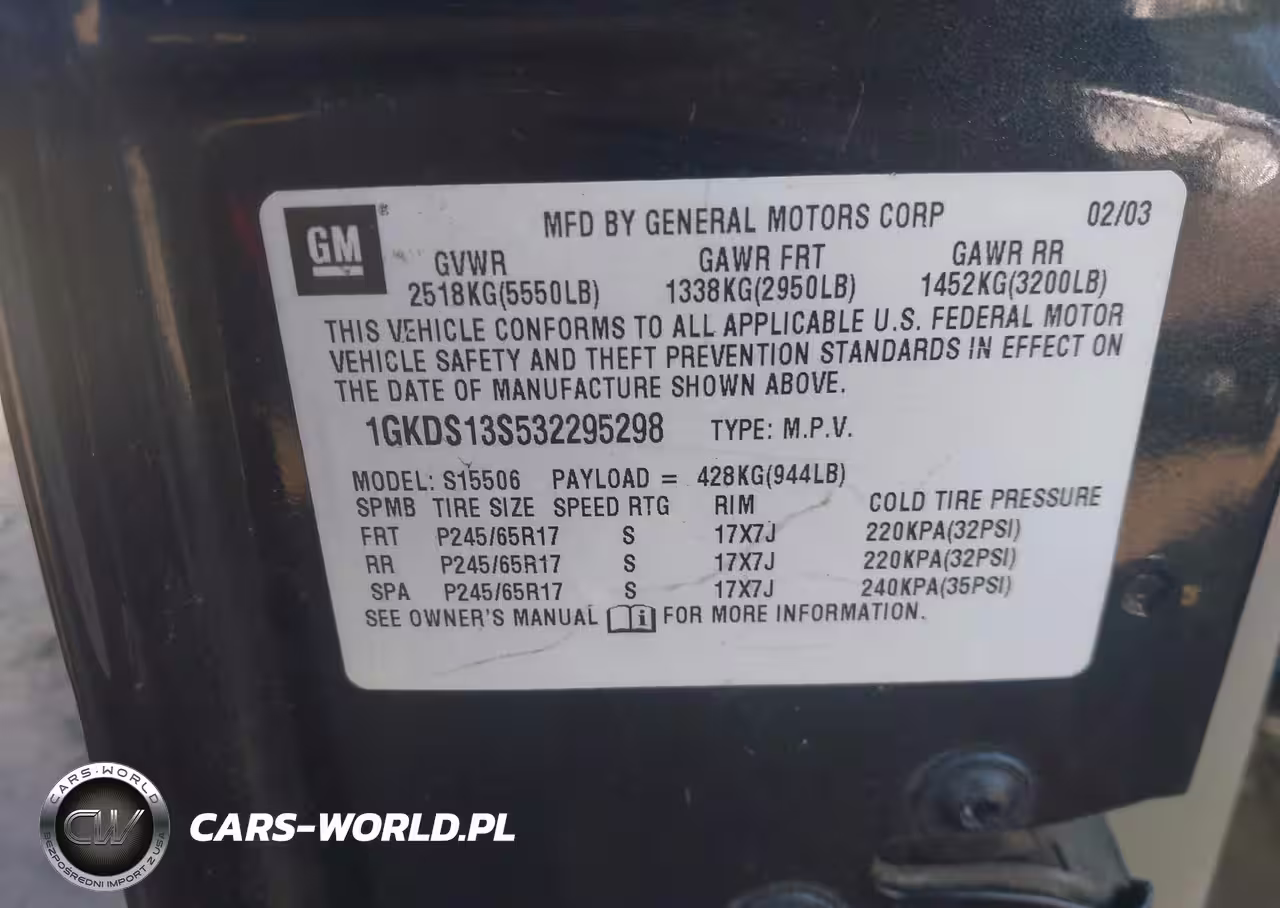 GM®
MFD BY GENERAL MOTORS CORP 02/03
GVWR GAWR FRT GAWR RR
2518KG(5550LB) 1338KG(2950LB) 1452KG(3200LB)
THIS VEHICLE CONFORMS TO ALL APPLICABLE U.S. FEDERAL MOTOR
VEHICLE SAFETY AND THEFT PREVENTION STANDARDS IN EFFECT ON
THE DATE OF MANUFACTURE SHOWN ABOVE.
1GKDS13S532295298 TYPE: M.P.V.
MODEL: S15506 PAYLOAD = 428KG(944LB)
SPMB TIRE SIZE SPEED RTG RIM COLD TIRE PRESSURE
FRT P245/65R17 S 17X7J 220KPA(32PSI)
RR P245/65R17 S 17X7J 220KPA(32PSI)
SPA P245/65R17 S 17X7J 240KPA(35PSI)
SEE OWNER'S MANUAL i FOR MORE INFORMATION.
CARS-WORLD
CW
BEZPOŚREDNI IMPORT Z USA
CARS-WORLD.PL